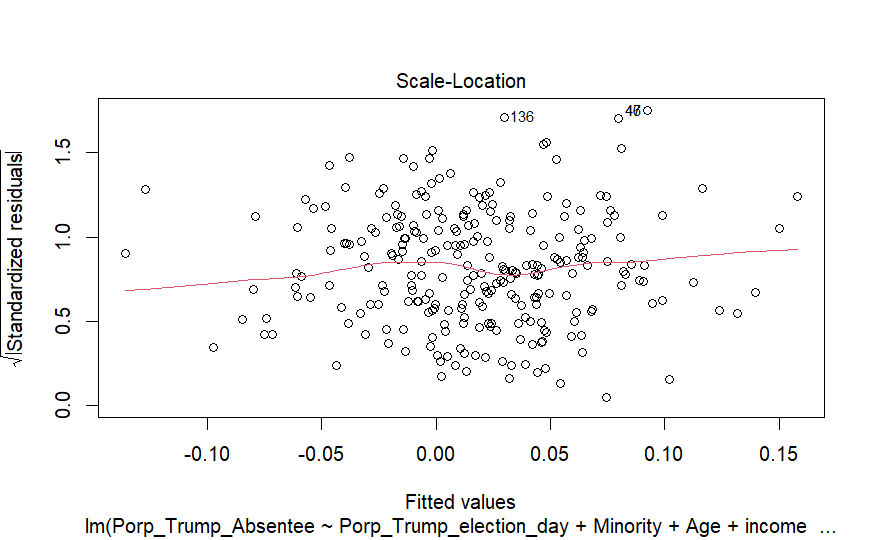 Scale-Location
√|Standardized residuals|
1.5
1.0
0.5
0.0
136
-0.10
-0.05
0.00
0.05
0.10
0.15
Fitted values
lm(Porp_Trump_Absentee ~ Porp_Trump_election_day + Minority + Age + income ...